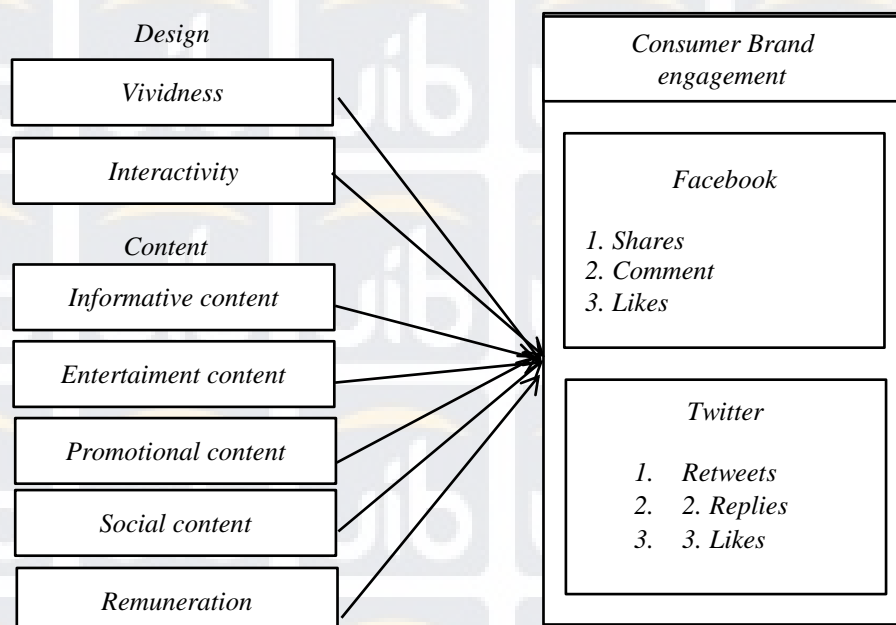 Design
Vividness
Interactivity
Content
Informative content
Entertaiment content
Promotional content
Social content
Remuneration
Consumer Brand
engagement
Facebook
1. Shares
2. Comment
3. Likes
Twitter
1. Retweets
2. 2. Replies
3. 3. Likes
uib